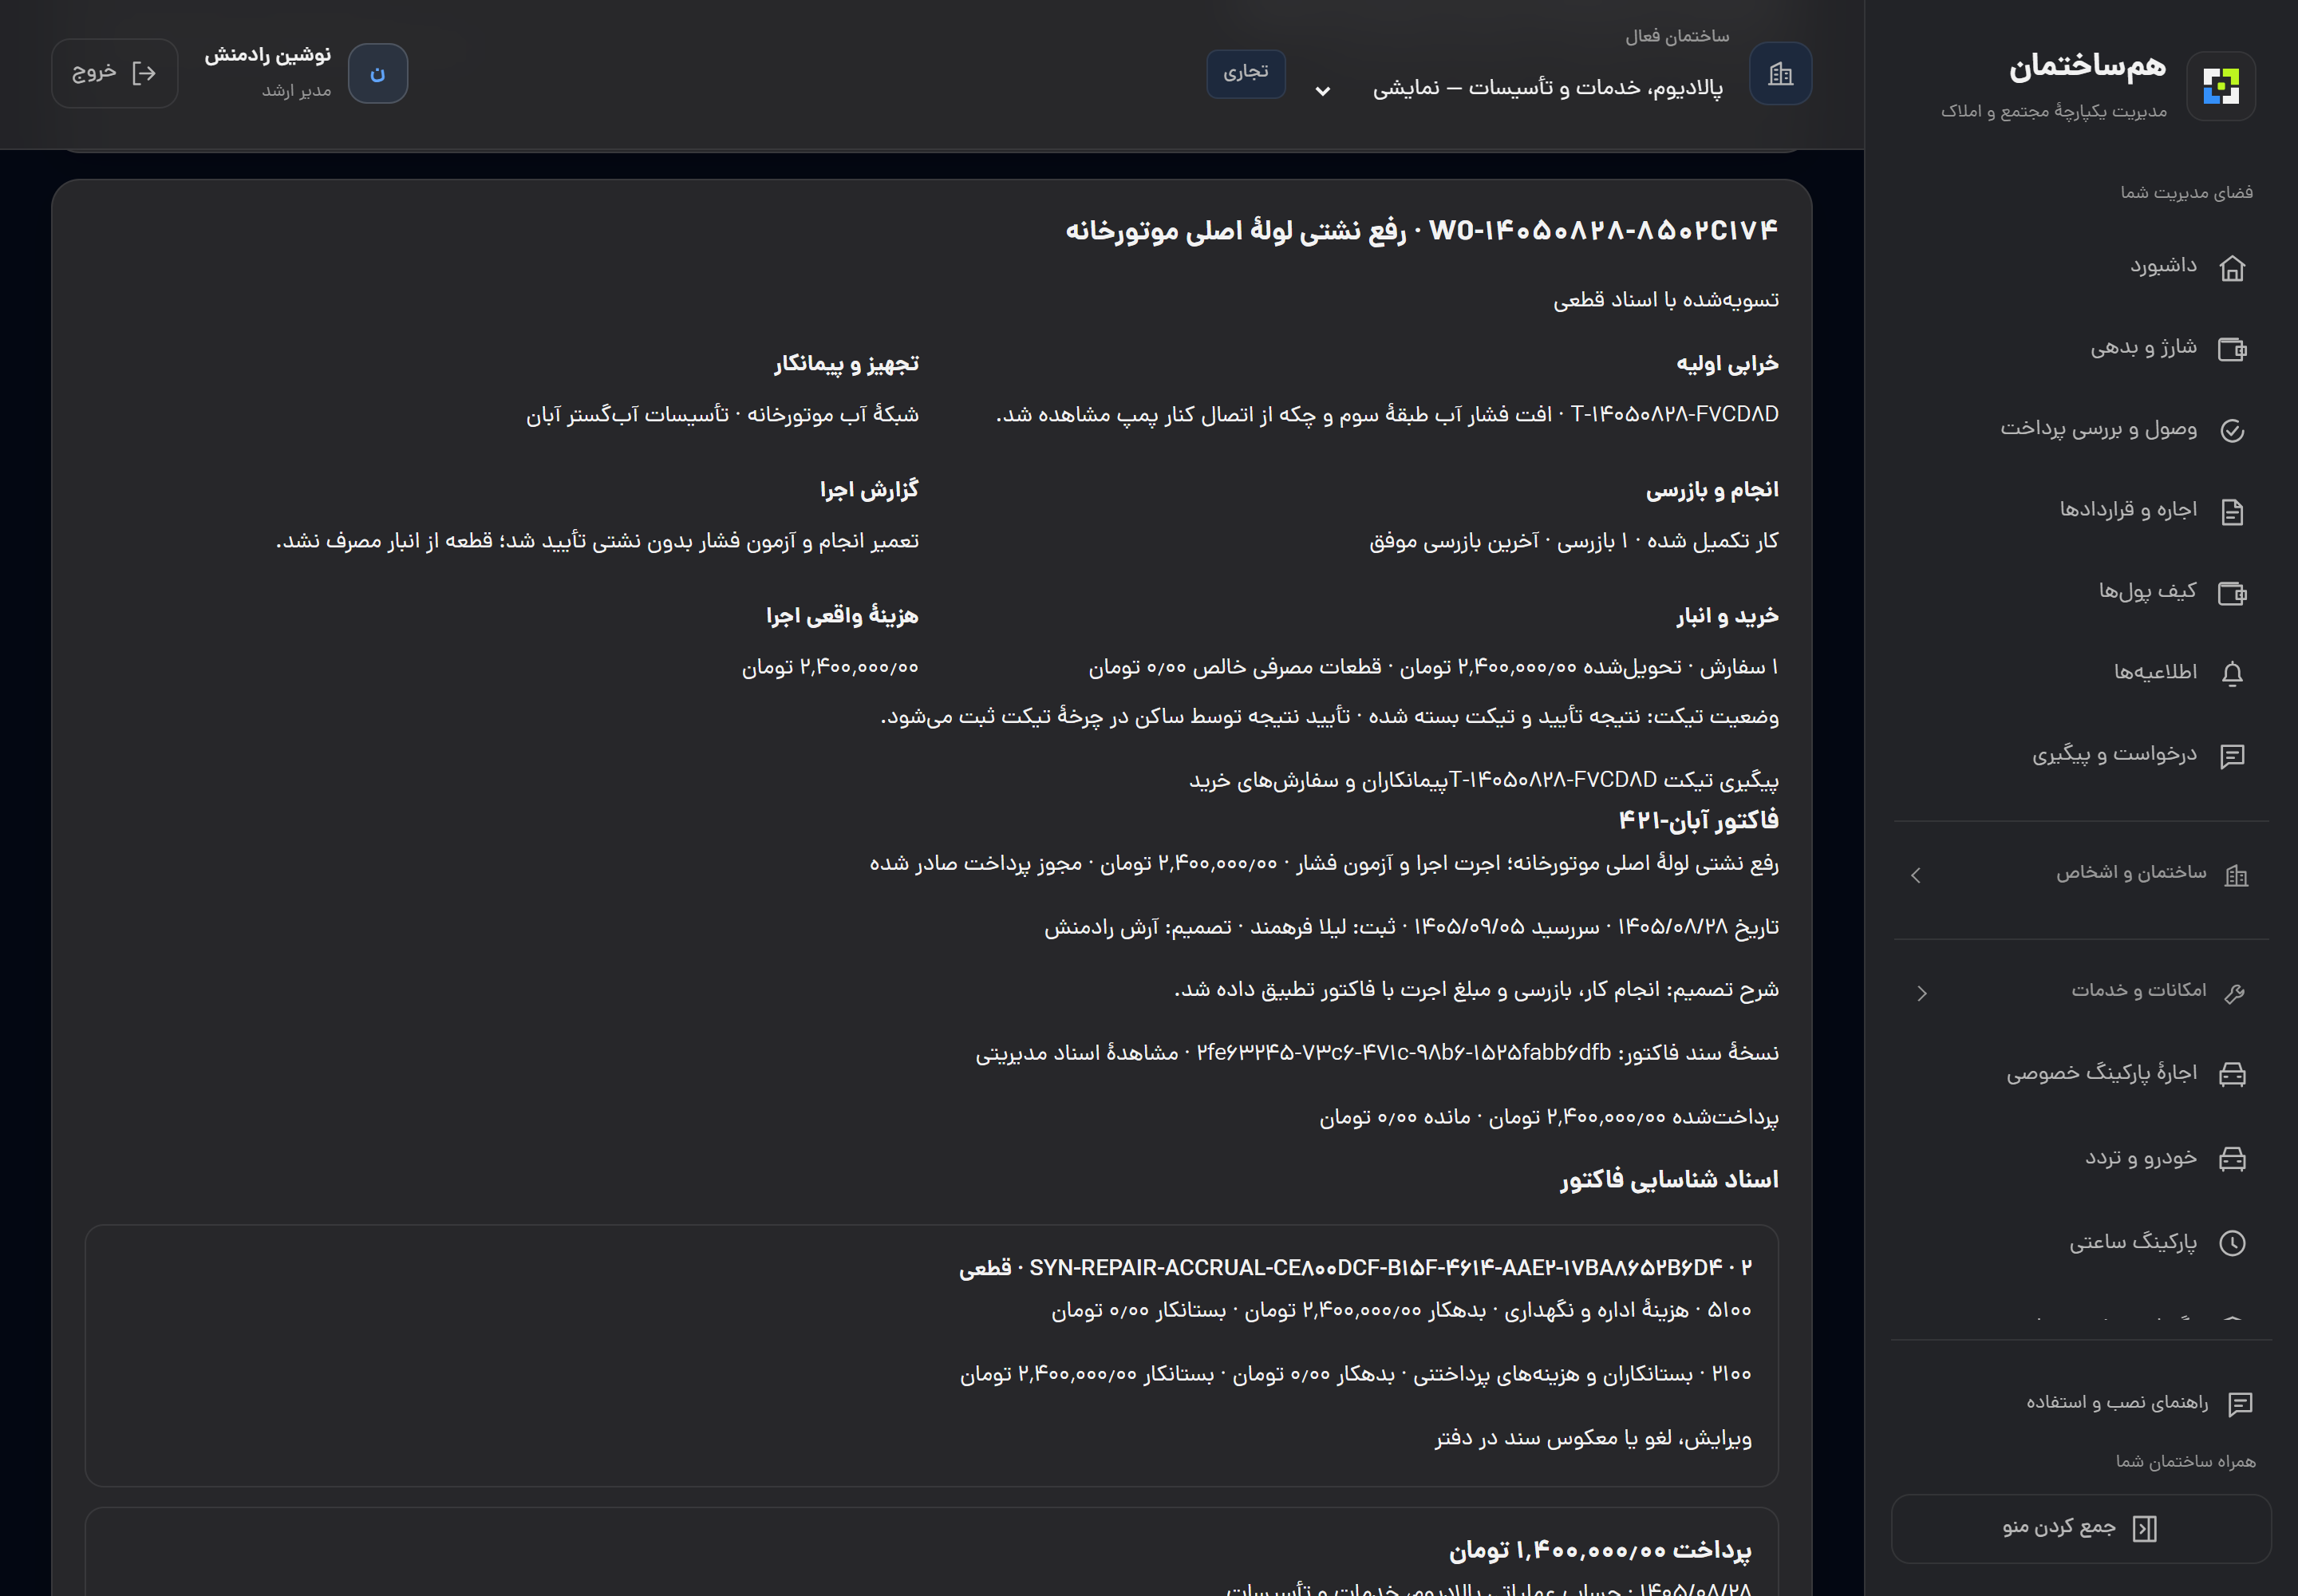 هم‌ساختمان
مدیریت یکپارچهٔ مجتمع و املاک
فضای مدیریت شما
داشبورد
شارژ و بدهی
وصول و بررسی پرداخت
اجاره و قراردادها
کیف پول‌ها
اطلاعیه‌ها
درخواست و پیگیری
ساختمان و اشخاص
امکانات و خدمات
اجارهٔ پارکینگ خصوصی
خودرو و تردد
پارکینگ ساعتی
راهنمای نصب و استفاده
همراه ساختمان شما
جمع کردن منو
ساختمان فعال
پالادیوم، خدمات و تأسیسات — نمایشی
تجاری
ن
نوشین رادمنش
مدیر ارشد
خروج
WO-۱۴۰۵۰۸۲۸-۸۵۰۲C۱۷۴ · رفع نشتی لولهٔ اصلی موتورخانه
تسویه‌شده با اسناد قطعی
خرابی اولیه
T-۱۴۰۵۰۸۲۸-F۷CD۸D · افت فشار آب طبقهٔ سوم و چکه از اتصال کنار پمپ مشاهده شد.
تجهیز و پیمانکار
شبکهٔ آب موتورخانه · تأسیسات آب‌گستر آبان
انجام و بازرسی
کار تکمیل شده · ۱ بازرسی · آخرین بازرسی موفق
گزارش اجرا
تعمیر انجام و آزمون فشار بدون نشتی تأیید شد؛ قطعه از انبار مصرف نشد.
خرید و انبار
۱ سفارش · تحویل‌شده ۲٬۴۰۰٬۰۰۰٫۰۰ تومان · قطعات مصرفی خالص ۰٫۰۰ تومان
هزینهٔ واقعی اجرا
۲٬۴۰۰٬۰۰۰٫۰۰ تومان
وضعیت تیکت: نتیجه تأیید و تیکت بسته شده · تأیید نتیجه توسط ساکن در چرخهٔ تیکت ثبت می‌شود.
پیگیری تیکت T-۱۴۰۵۰۸۲۸-F۷CD۸Dپیمانکاران و سفارش‌های خرید
فاکتور آبان-۴۲۱
رفع نشتی لولهٔ اصلی موتورخانه؛ اجرت اجرا و آزمون فشار · ۲٬۴۰۰٬۰۰۰٫۰۰ تومان · مجوز پرداخت صادر شده
تاریخ ۱۴۰۵/۰۸/۲۸ · سررسید ۱۴۰۵/۰۹/۰۵ · ثبت: لیلا فرهمند · تصمیم: آرش رادمنش
شرح تصمیم: انجام کار، بازرسی و مبلغ اجرت با فاکتور تطبیق داده شد.
نسخهٔ سند فاکتور: ۲fe۶۳۲۴۵-۷۳c۶-۴۷۱c-۹۸b۶-۱۵۲۵fabb۶dfb · مشاهدهٔ اسناد مدیریتی
پرداخت‌شده ۲٬۴۰۰٬۰۰۰٫۰۰ تومان · مانده ۰٫۰۰ تومان
اسناد شناسایی فاکتور
۲ · SYN-REPAIR-ACCRUAL-CE۸۰۰DCF-B۱۵F-۴۶۱۴-AAE۲-۱۷BA۸۶۵۲B۶D۴ · قطعی
۵۱۰۰ · هزینهٔ اداره و نگهداری · بدهکار ۲٬۴۰۰٬۰۰۰٫۰۰ تومان · بستانکار ۰٫۰۰ تومان
۲۱۰۰ · بستانکاران و هزینه‌های پرداختنی · بدهکار ۰٫۰۰ تومان · بستانکار ۲٬۴۰۰٬۰۰۰٫۰۰ تومان
ویرایش، لغو یا معکوس سند در دفتر
پرداخت ۱٬۴۰۰٬۰۰۰٫۰۰ تومان
۱۴۰۵/۰۸/۲۸ · حساب عملیاتی پالادیوم، خدمات و تأسیسات